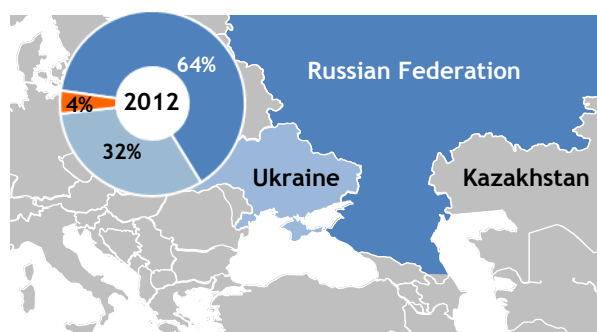 64%
Russian Federation
4%
2012
32%
Ukraine
Kazakhstan